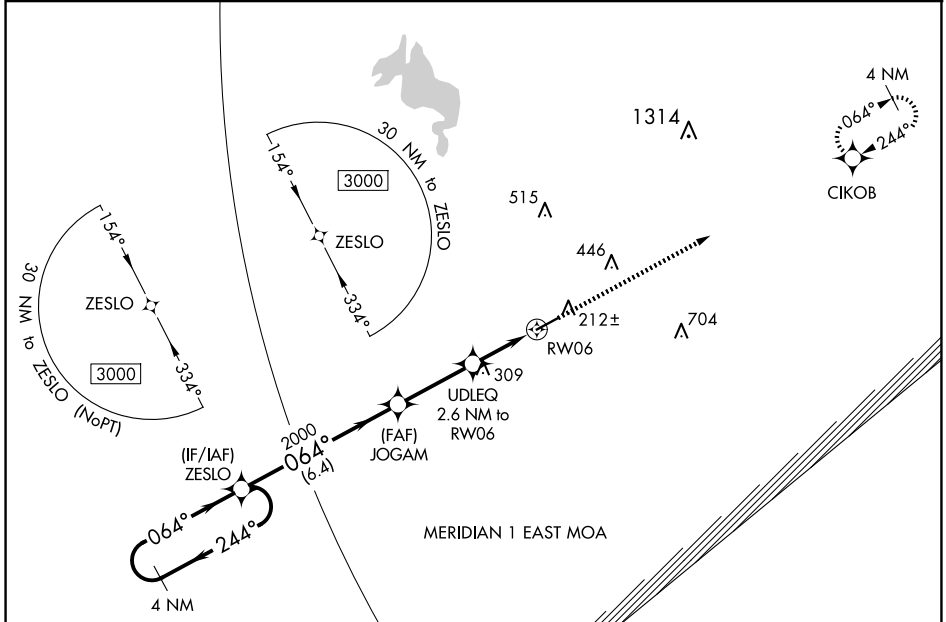 4 NM
064°
244°
CIKOB
1314
30 NM to ZESLO
154°
3000
ZESLO
334°
515
446
154°
ZESLO
334°
3000
30 NM to ZESLO (NoPT)
212±
RW06
704
309
UDLEQ
2.6 NM to
RW06
(FAF)
JOGAM
2000
064°
(6.4)
(IF/IAF)
ZESLO
064°
244°
4 NM
MERIDIAN 1 EAST MOA